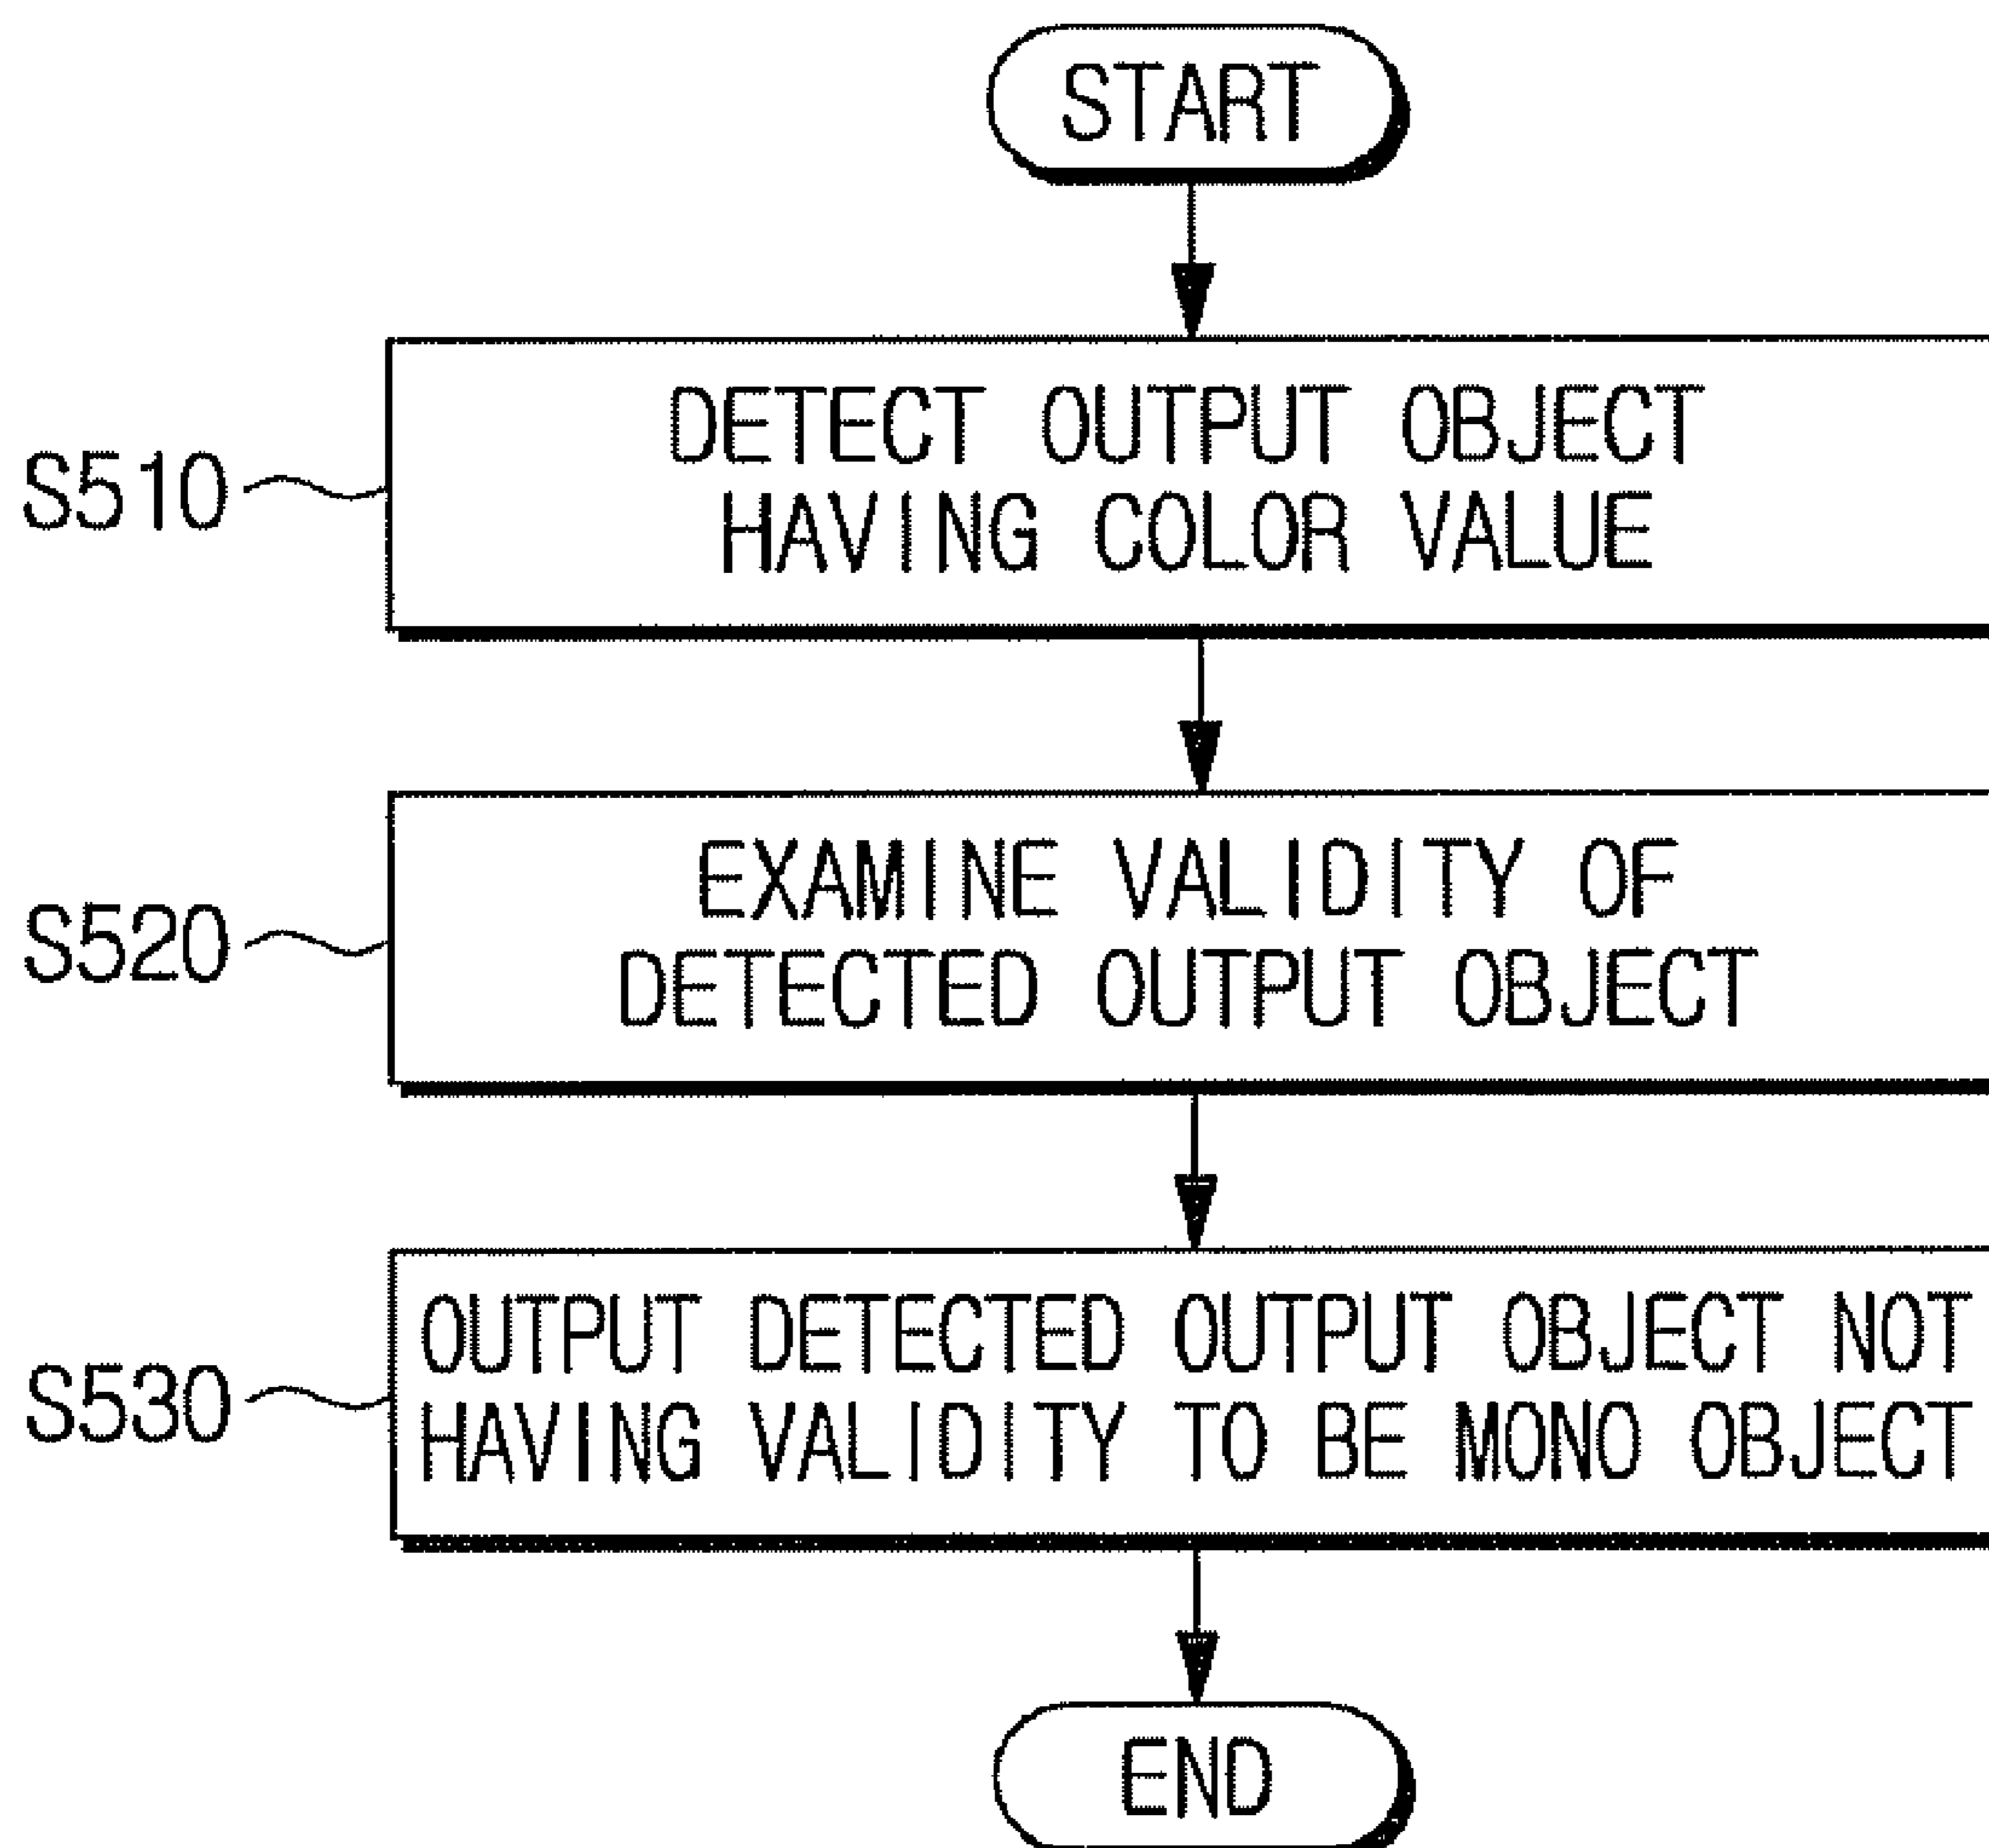 START
DETECT OUTPUT OBJECT
HAVING COLOR VALUE
S510
EXAMINE VALIDITY OF
DETECTED OUTPUT OBJECT
S520
OUTPUT DETECTED OUTPUT OBJECT NOT
HAVING VALIDITY TO BE MONO OBJECT
S530
END